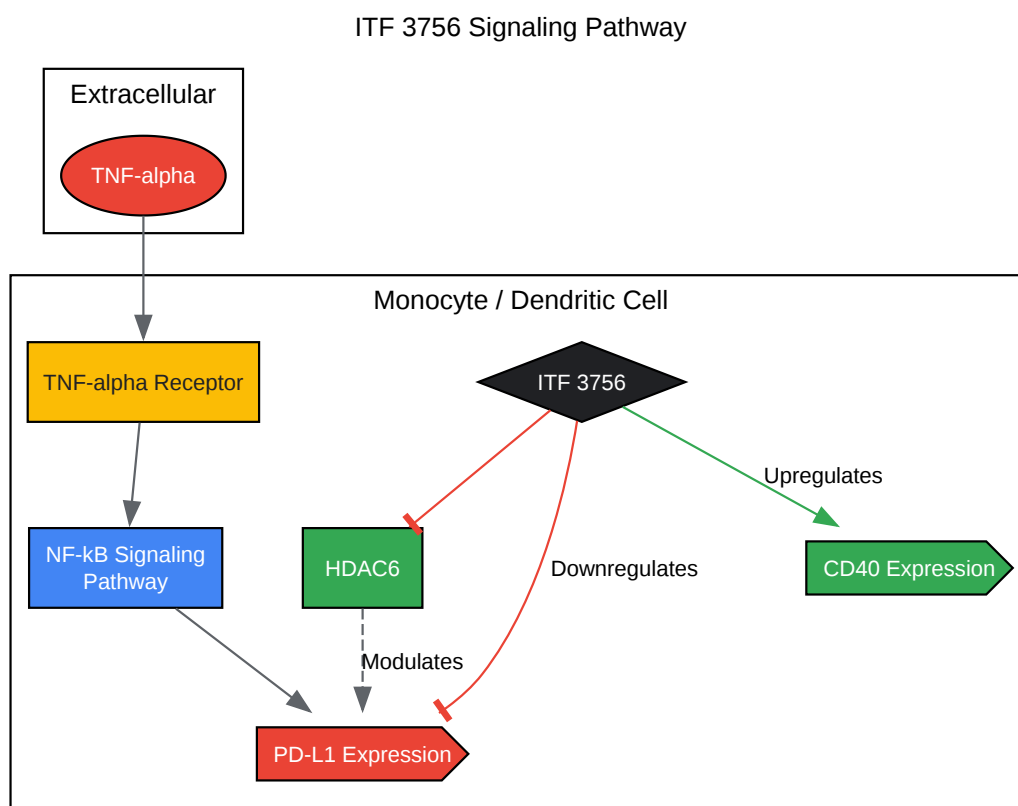 ITF 3756 Signaling Pathway
Extracellular
TNF-alpha
Monocyte / Dendritic Cell
TNF-alpha Receptor
ITF 3756
Upregulates
NF-kB Signaling
Pathway
HDAC6
Downregulates
CD40 Expression
Modulates
PD-L1 Expression